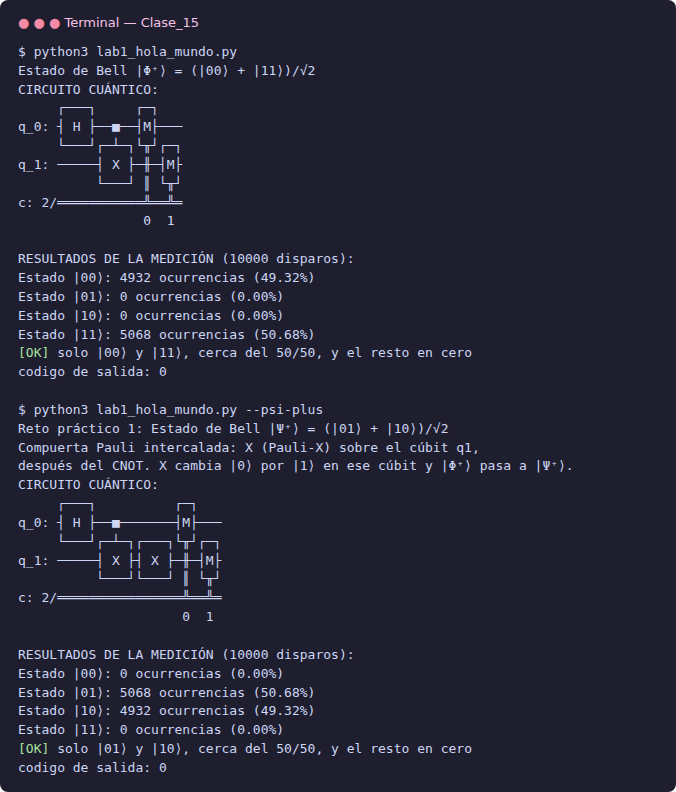 Terminal — Clase_15
$ python3 lab1_hola_mundo.py
Estado de Bell |Φ⁺⟩ = (|00⟩ + |11⟩)/√2
CIRCUITO CUÁNTICO:
     ┌───┐     ┌─┐
q_0: ┤ H ├──■──┤M├───
     └───┘┌─┴─┐└╥┘┌─┐
q_1: ─────┤ X ├─╫─┤M├
          └───┘ ║ └╥┘
c: 2/═══════════╩══╩═
                0  1
RESULTADOS DE LA MEDICIÓN (10000 disparos):
Estado |00⟩: 4932 ocurrencias (49.32%)
Estado |01⟩: 0 ocurrencias (0.00%)
Estado |10⟩: 0 ocurrencias (0.00%)
Estado |11⟩: 5068 ocurrencias (50.68%)
[OK] solo |00⟩ y |11⟩, cerca del 50/50, y el resto en cero
codigo de salida: 0
$ python3 lab1_hola_mundo.py --psi-plus
Reto práctico 1: Estado de Bell |Ψ⁺⟩ = (|01⟩ + |10⟩)/√2
Compuerta Pauli intercalada: X (Pauli-X) sobre el cúbit q1,
después del CNOT. X cambia |0⟩ por |1⟩ en ese cúbit y |Φ⁺⟩ pasa a |Ψ⁺⟩.
CIRCUITO CUÁNTICO:
     ┌───┐          ┌─┐
q_0: ┤ H ├──■───────┤M├───
     └───┘┌─┴─┐┌───┐└╥┘┌─┐
q_1: ─────┤ X ├┤ X ├─╫─┤M├
          └───┘└───┘ ║ └╥┘
c: 2/════════════════╩══╩═
                     0  1
RESULTADOS DE LA MEDICIÓN (10000 disparos):
Estado |00⟩: 0 ocurrencias (0.00%)
Estado |01⟩: 5068 ocurrencias (50.68%)
Estado |10⟩: 4932 ocurrencias (49.32%)
Estado |11⟩: 0 ocurrencias (0.00%)
[OK] solo |01⟩ y |10⟩, cerca del 50/50, y el resto en cero
codigo de salida: 0